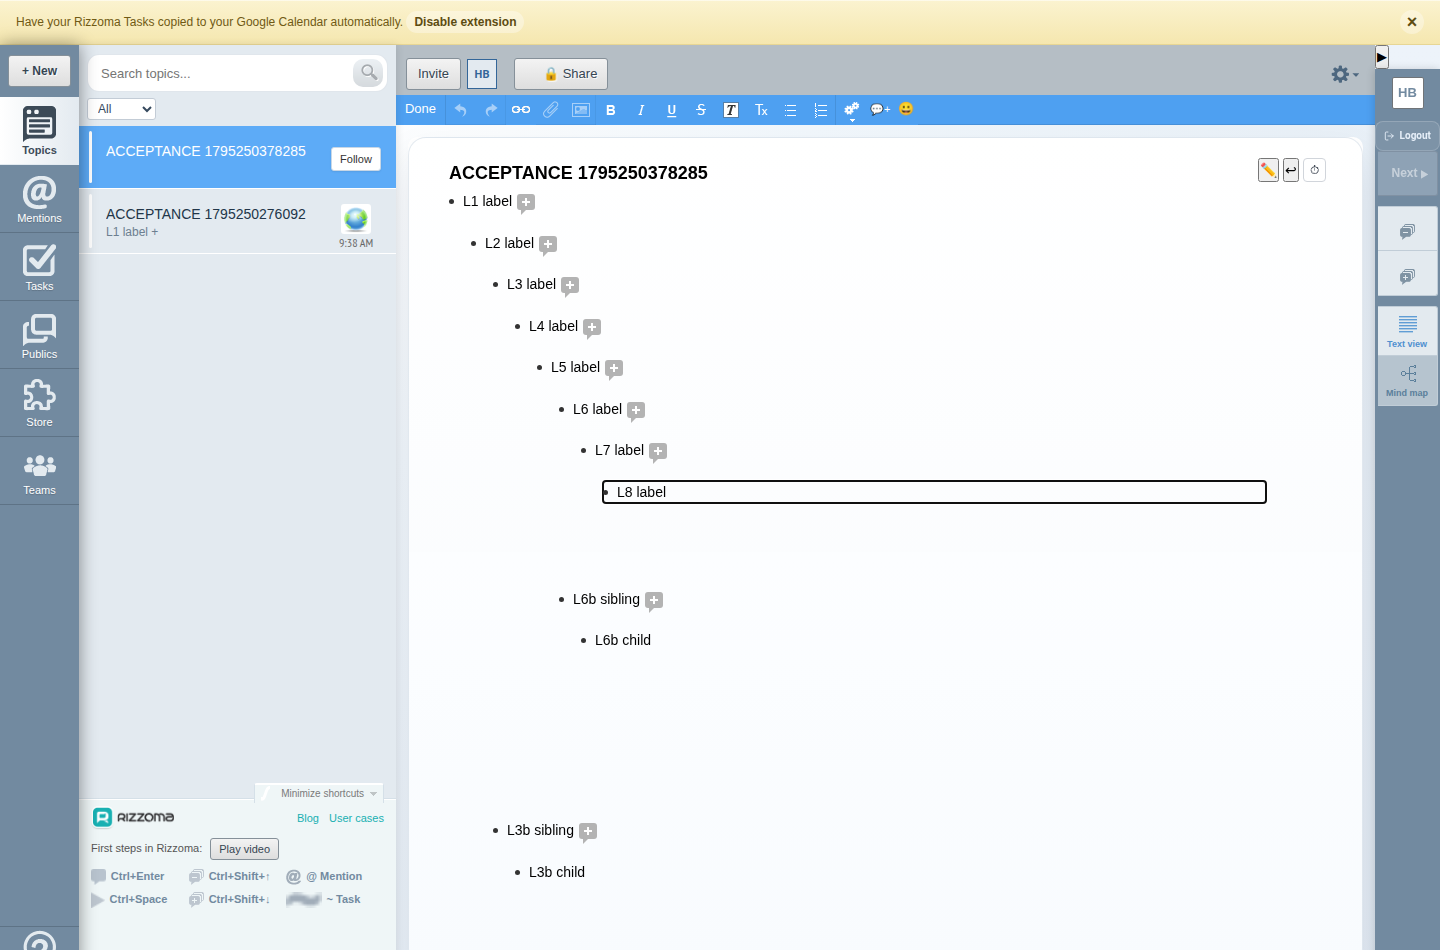 Have your Rizzoma Tasks copied to your Google Calendar automatically. Disable extension
+ New
Topics
Mentions
Tasks
Publics
Store
Teams
Search topics...
All
ACCEPTANCE 1795250378285
Follow
ACCEPTANCE 1795250276092
L1 label +
9:38 AM
Minimize shortcuts
RIZZOMA
Blog User cases
First steps in Rizzoma: Play video
Ctrl+Enter Ctrl+Shift+↑ @ Mention
Ctrl+Space Ctrl+Shift+↓ ~ Task
Invite HB Share
Done B I U S T Tx
ACCEPTANCE 1795250378285
L1 label
L2 label
L3 label
L4 label
L5 label
L6 label
L7 label
L8 label
L6b sibling
L6b child
L3b sibling
L3b child
HB
Logout
Next
Text view
Mind map